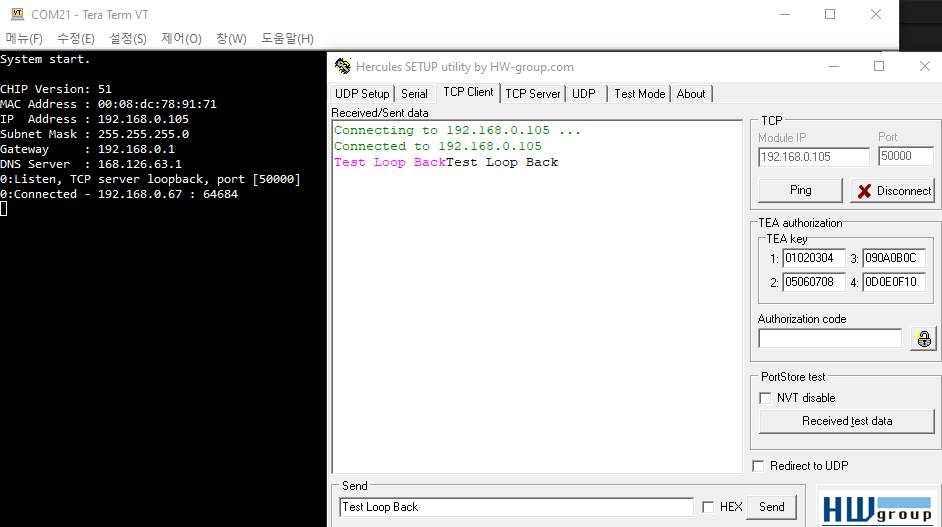 COM21 - Tera Term VT
메뉴(F) 수정(E) 설정(S) 제어(O) 창(W) 도움말(H)
System start.
CHIP Version: 51
MAC Address : 00:08:dc:78:91:71
IP  Address : 192.168.0.105
Subnet Mask : 255.255.255.0
Gateway     : 192.168.0.1
DNS Server  : 168.126.63.1
0:Listen, TCP server loopback, port [50000]
0:Connected - 192.168.0.67 : 64684
Hercules SETUP utility by HW-group.com
UDP Setup Serial TCP Client TCP Server UDP Test Mode About
Received/Sent data
Connecting to 192.168.0.105 ...
Connected to 192.168.0.105
Test Loop BackTest Loop Back
TCP
Module IP Port
192.168.0.105 50000
Ping Disconnect
TEA authorization
TEA key
1: 01020304 3: 090A0B0C
2: 05060708 4: 0D0E0F10
Authorization code
PortStore test
NVT disable
Received test data
Redirect to UDP
Send
Test Loop Back HEX Send
HW group